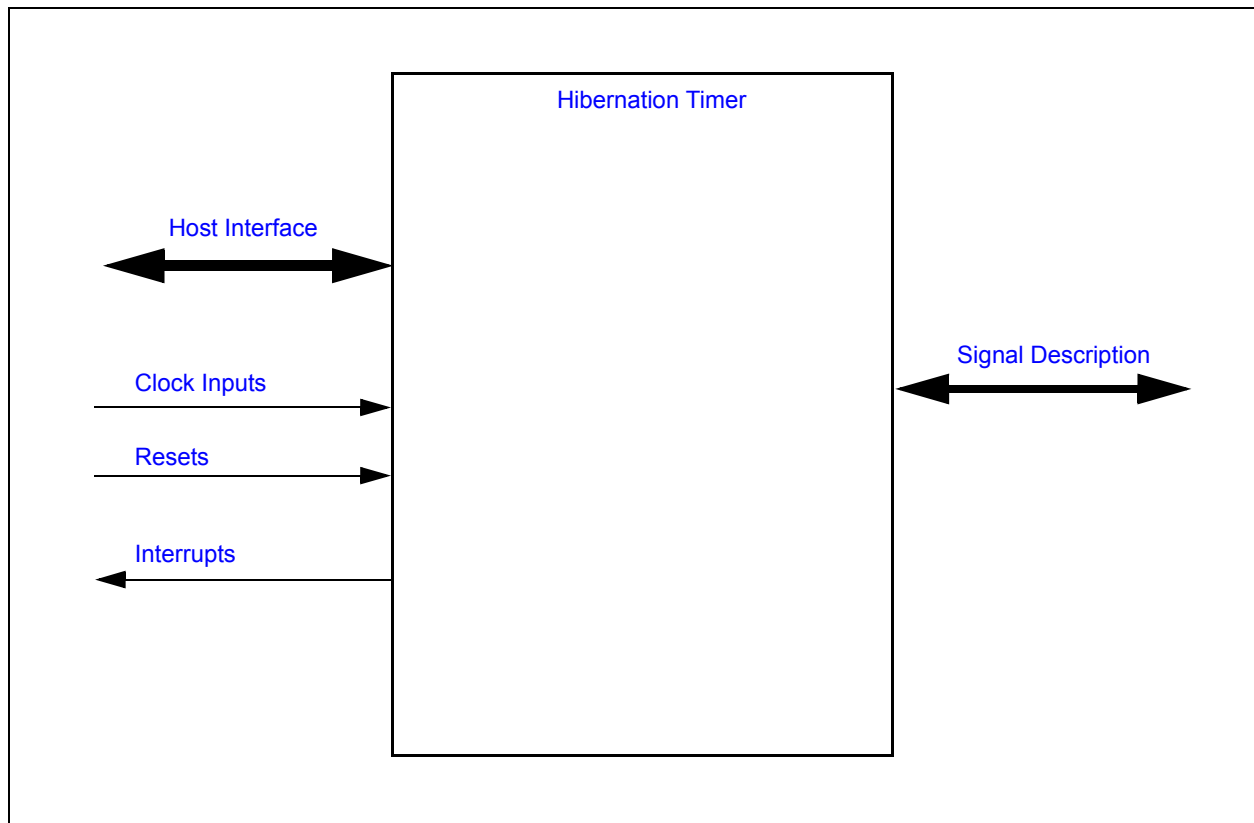 Hibernation Timer
Host Interface
Signal Description
Clock Inputs
Resets
Interrupts